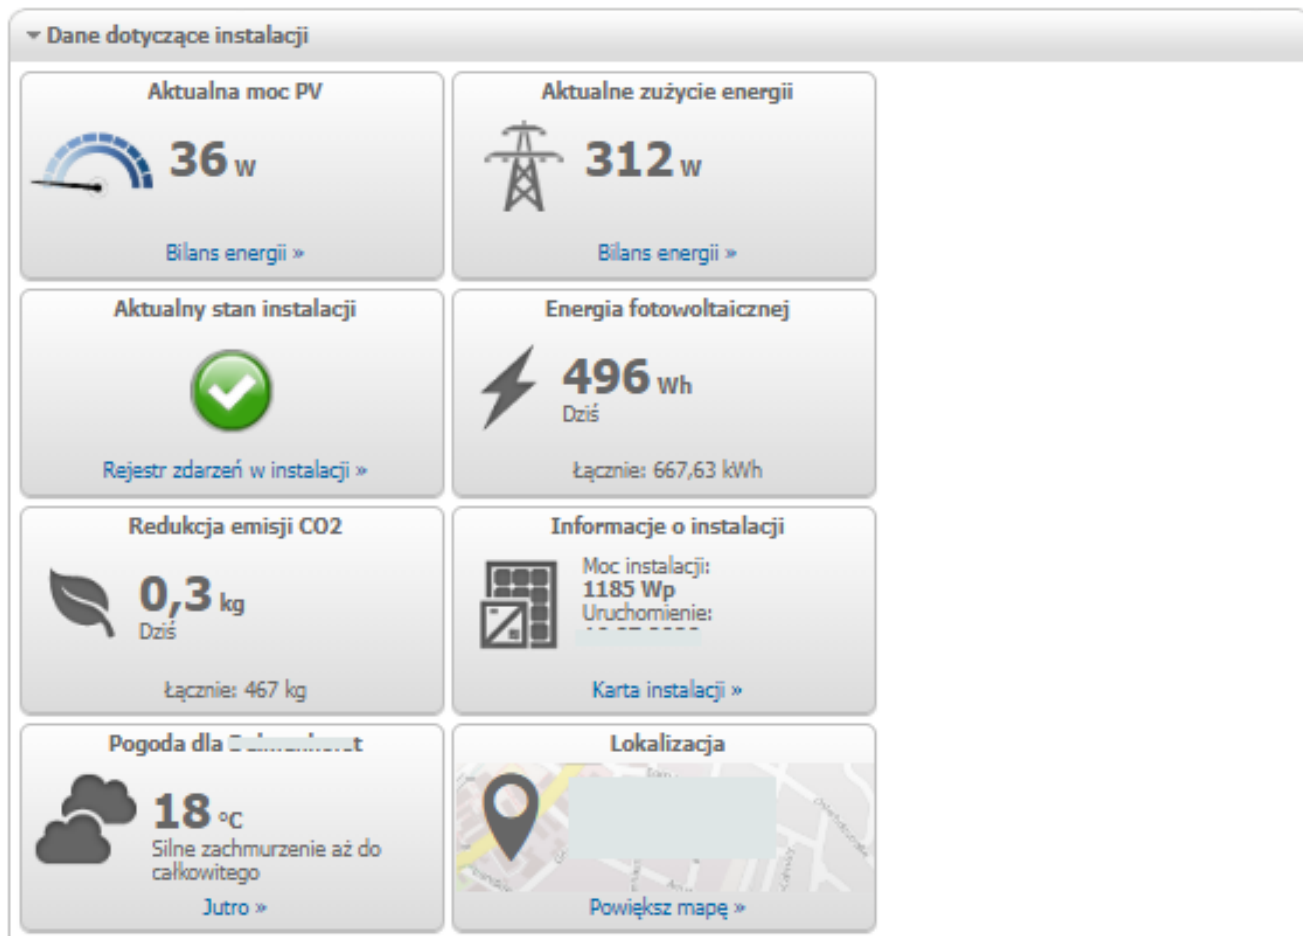 Dane dotyczące instalacji
Aktualna moc PV
36 W
Bilans energii »
Aktualne zużycie energii
312 W
Bilans energii »
Aktualny stan instalacji
Rejestr zdarzeń w instalacji »
Energia fotowoltaicznej
496 Wh
Dziś
Łącznie: 667,63 kWh
Redukcja emisji CO2
0,3 kg
Dziś
Łącznie: 467 kg
Informacje o instalacji
Moc instalacji:
1185 Wp
Uruchomienie:
Karta instalacji »
Pogoda dla
18 °C
Silne zachmurzenie aż do
całkowitego
Jutro »
Lokalizacja
Powiększ mapę »